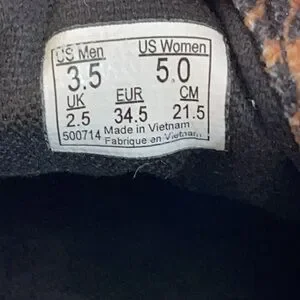 US Men US Women
3.5 5.0
UK EUR CM
2.5 34.5 21.5
500714 Made in Vietnam
Fabrique en Vietnam